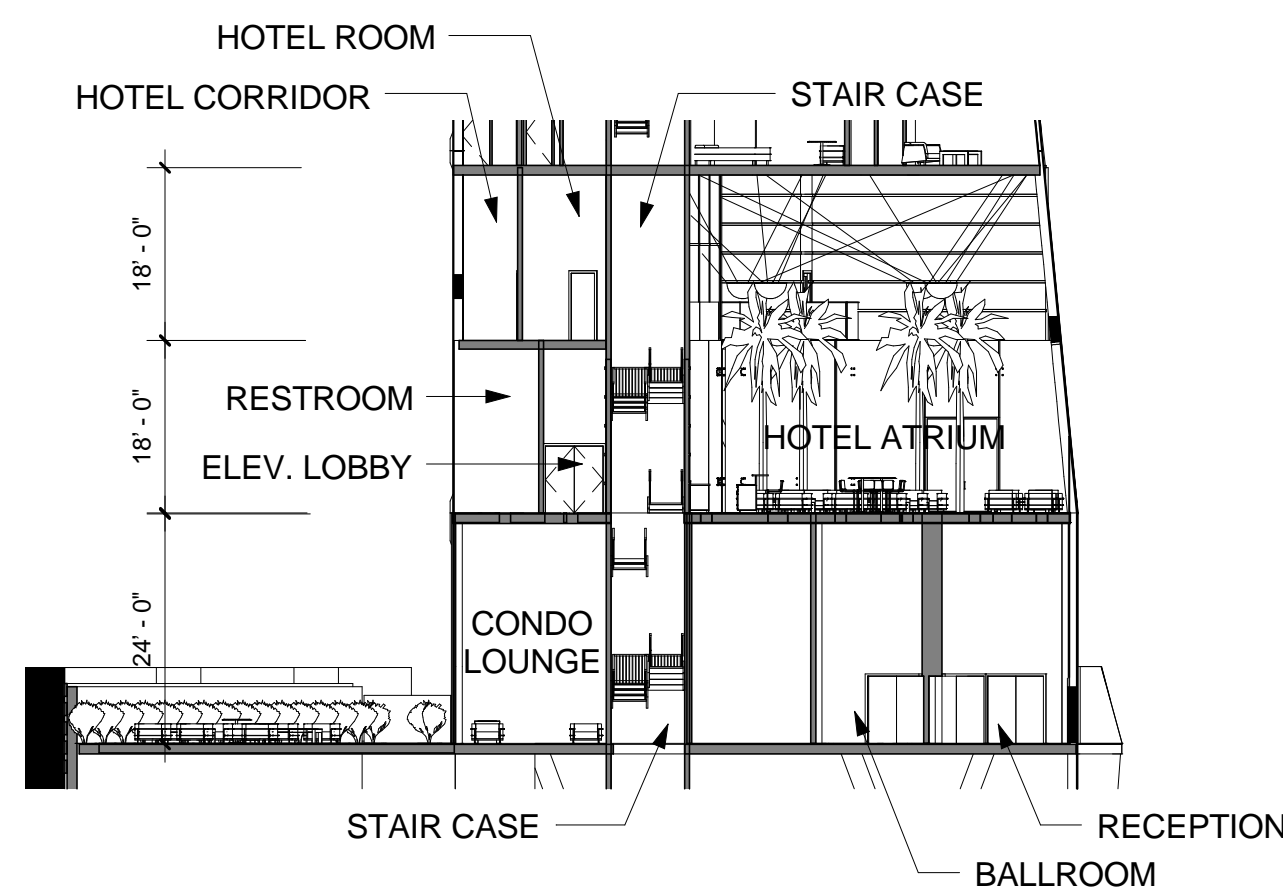 HOTEL ROOM
HOTEL CORRIDOR
STAIR CASE
18' - 0"
18' - 0"
RESTROOM
ELEV. LOBBY
HOTEL ATRIUM
24' - 0"
CONDO
LOUNGE
STAIR CASE
RECEPTION
BALLROOM